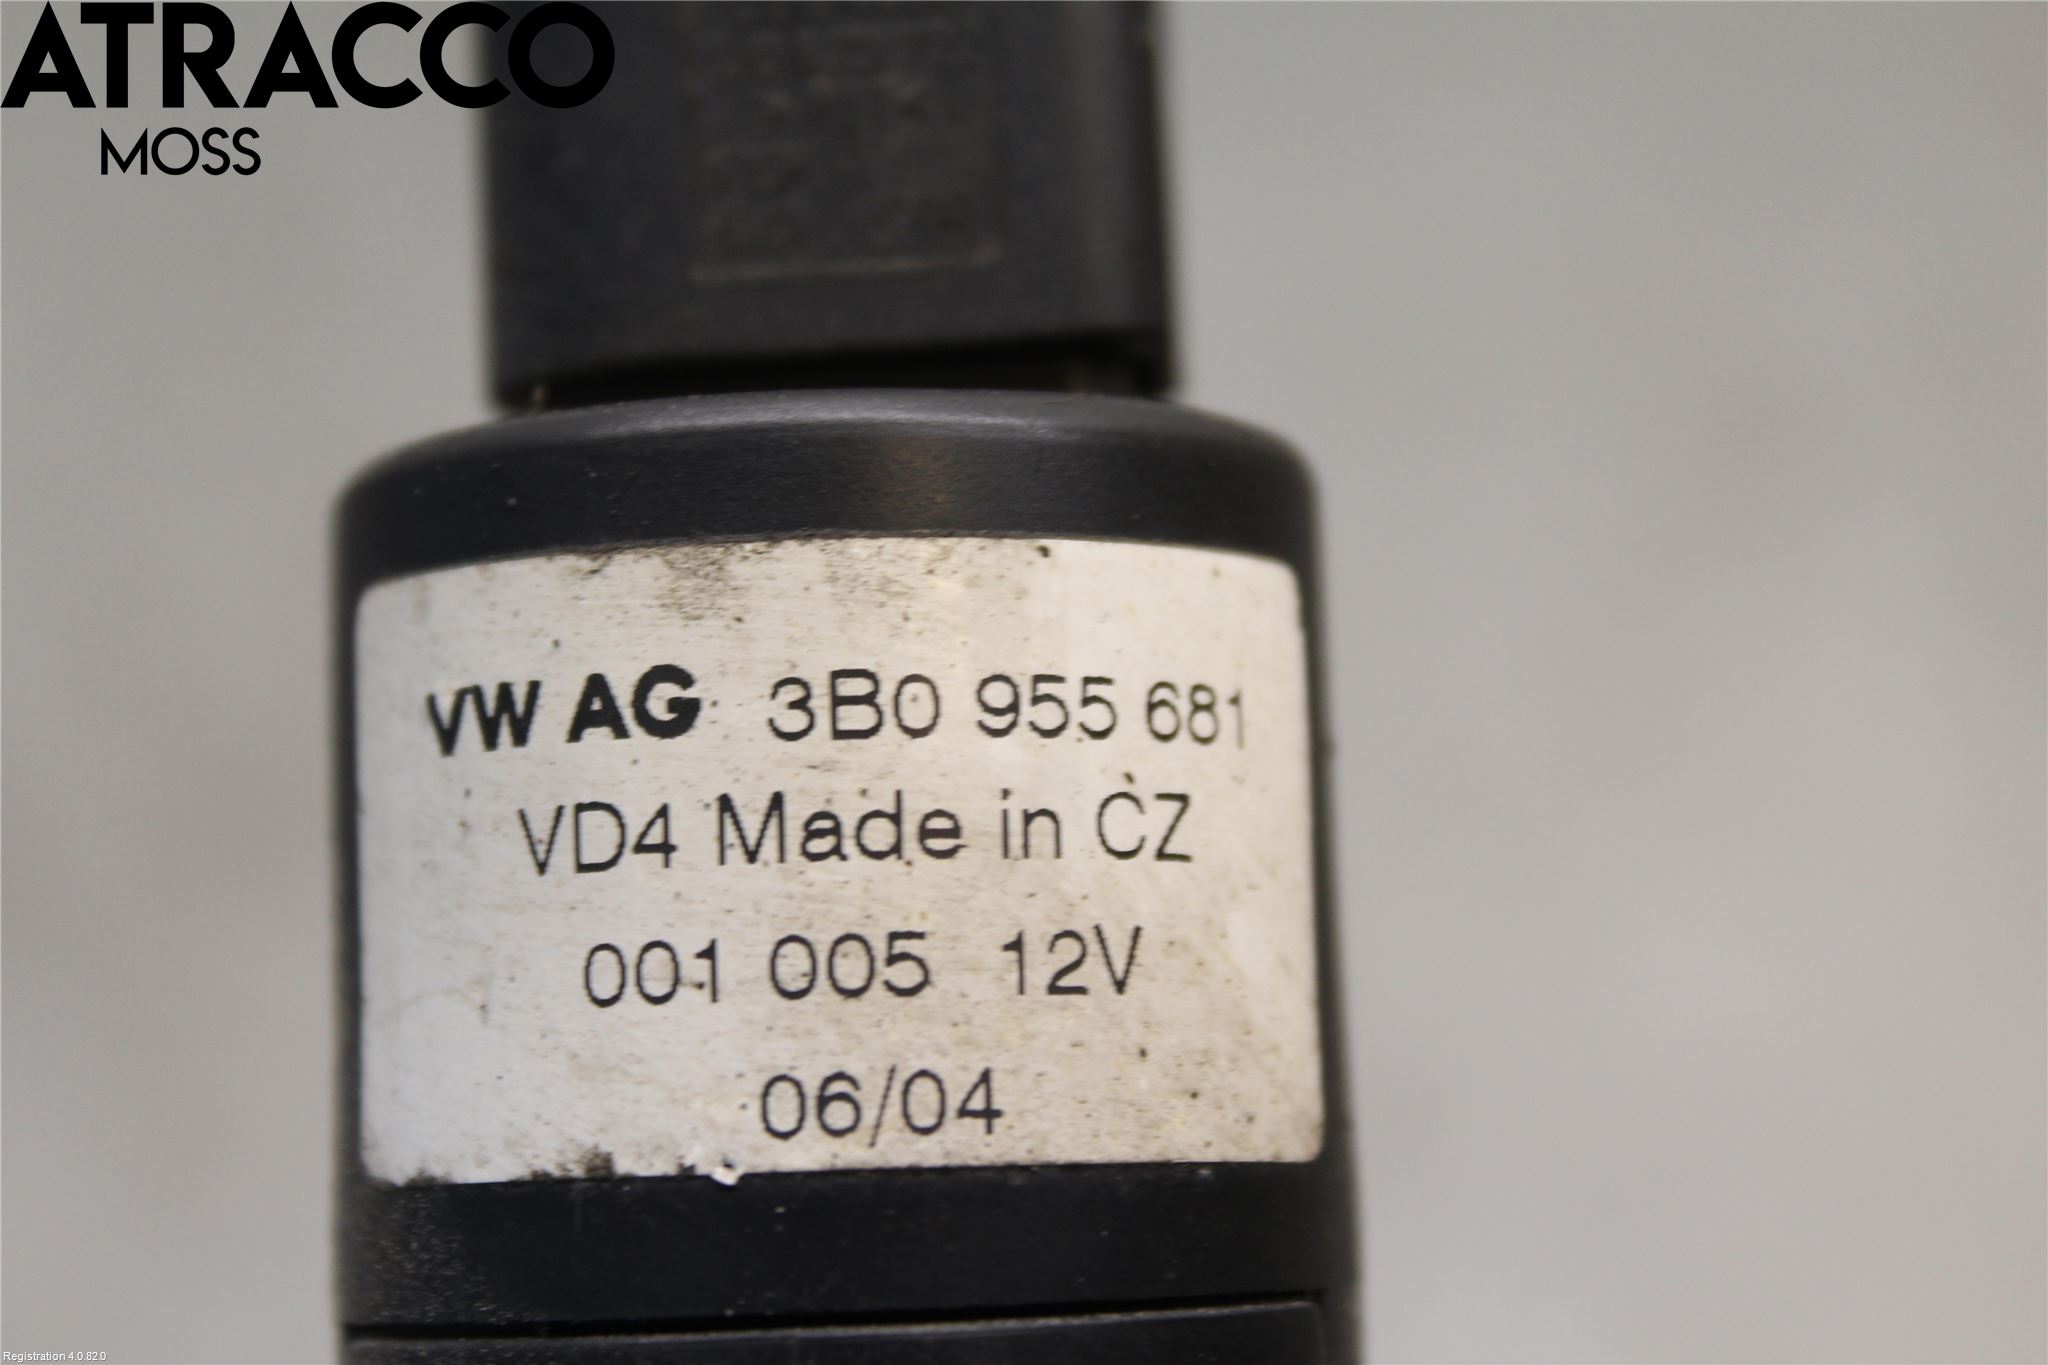 ATRACCO
MOSS
VW AG 3B0 955 681
VD4 Made in CZ
001 005 12V
06/04
Registration 4.0.82.0